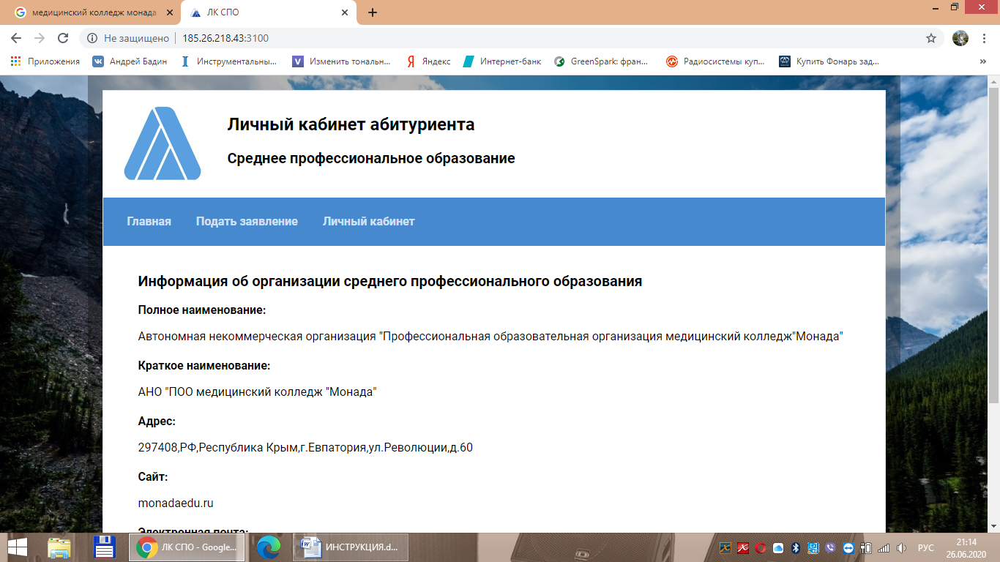 медицинский колледж монада
ЛК СПО
Не защищено
185.26.218.43:3100
Приложения
Андрей Бадин
Инструментальны...
Изменить тональн...
Яндекс
Интернет-банк
GreenSpark: фран...
Радиосистемы куп...
Купить Фонарь зад...
»
Личный кабинет абитуриента
Среднее профессиональное образование
Главная
Подать заявление
Личный кабинет
Информация об организации среднего профессионального образования
Полное наименование:
Автономная некоммерческая организация "Профессиональная образовательная организация медицинский колледж"Монада"
Краткое наименование:
АНО "ПОО медицинский колледж "Монада"
Адрес:
297408,РФ,Республика Крым,г.Евпатория,ул.Революции,д.60
Сайт:
monadaedu.ru
Электронная почта:
ЛК СПО - Google...
ИНСТРУКЦИЯ.d...
РУС
21:14
26.06.2020